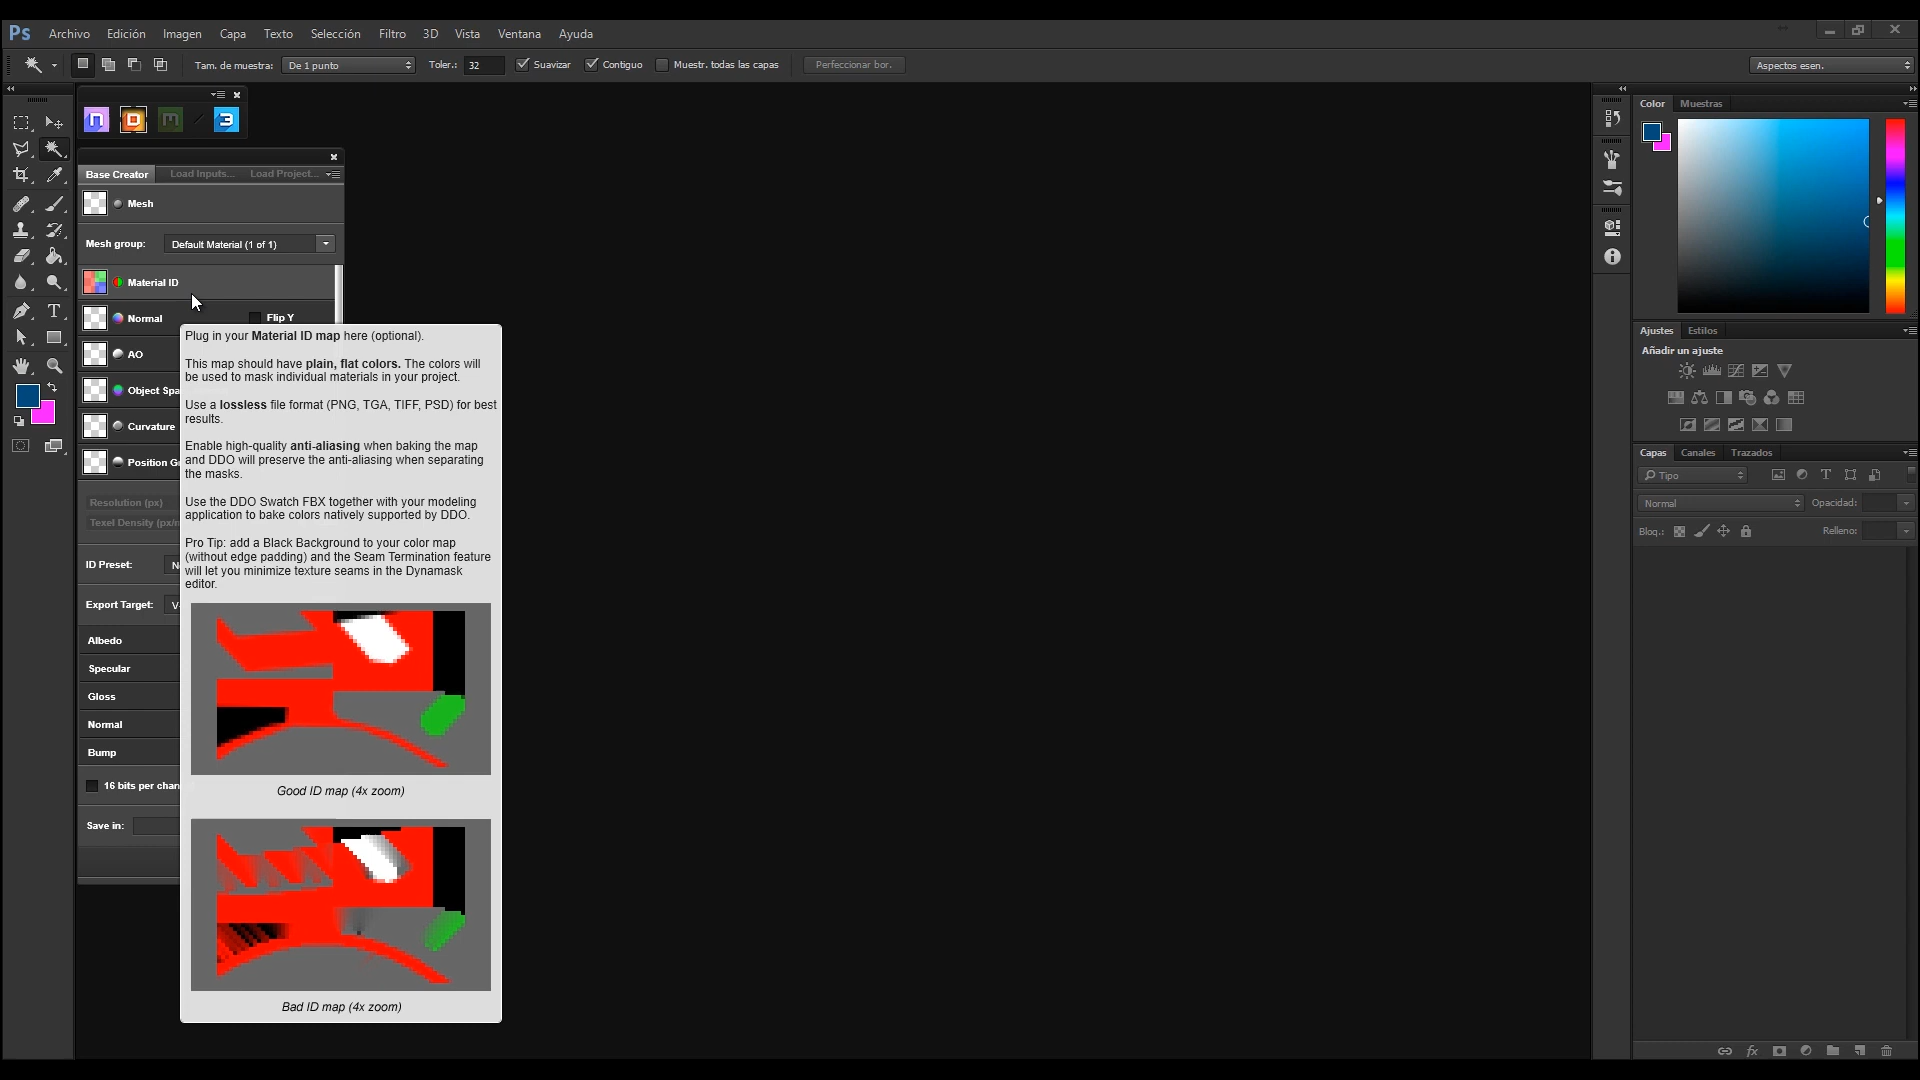 Ps Archivo Edición Imagen Capa Texto Selección Filtro 3D Vista Ventana Ayuda
Tam. de muestra: De 1 punto Toler.: 32 Suavizar Contiguo Muestr. todas las capas Perfeccionar bor. Aspectos esen.
n D m 3
Base Creator Load Inputs... Load Project...
Mesh
Mesh group: Default Material (1 of 1)
Material ID
Normal Flip Y
AO
Object Spa
Curvature
Position Gr
Resolution (px)
Texel Density (px/m
ID Preset: N
Export Target: V
Albedo
Specular
Gloss
Normal
Bump
16 bits per chan
Save in:
Plug in your Material ID map here (optional).
This map should have plain, flat colors. The colors will
be used to mask individual materials in your project.
Use a lossless file format (PNG, TGA, TIFF, PSD) for best
results.
Enable high-quality anti-aliasing when baking the map
and DDO will preserve the anti-aliasing when separating
the masks.
Use the DDO Swatch FBX together with your modeling
application to bake colors natively supported by DDO.
Pro Tip: add a Black Background to your color map
(without edge padding) and the Seam Termination feature
will let you minimize texture seams in the Dynamask
editor.
Good ID map (4x zoom)
Bad ID map (4x zoom)
Color Muestras
Ajustes Estilos
Añadir un ajuste
Capas Canales Trazados
Tipo
Normal Opacidad:
Bloq.: Relleno: